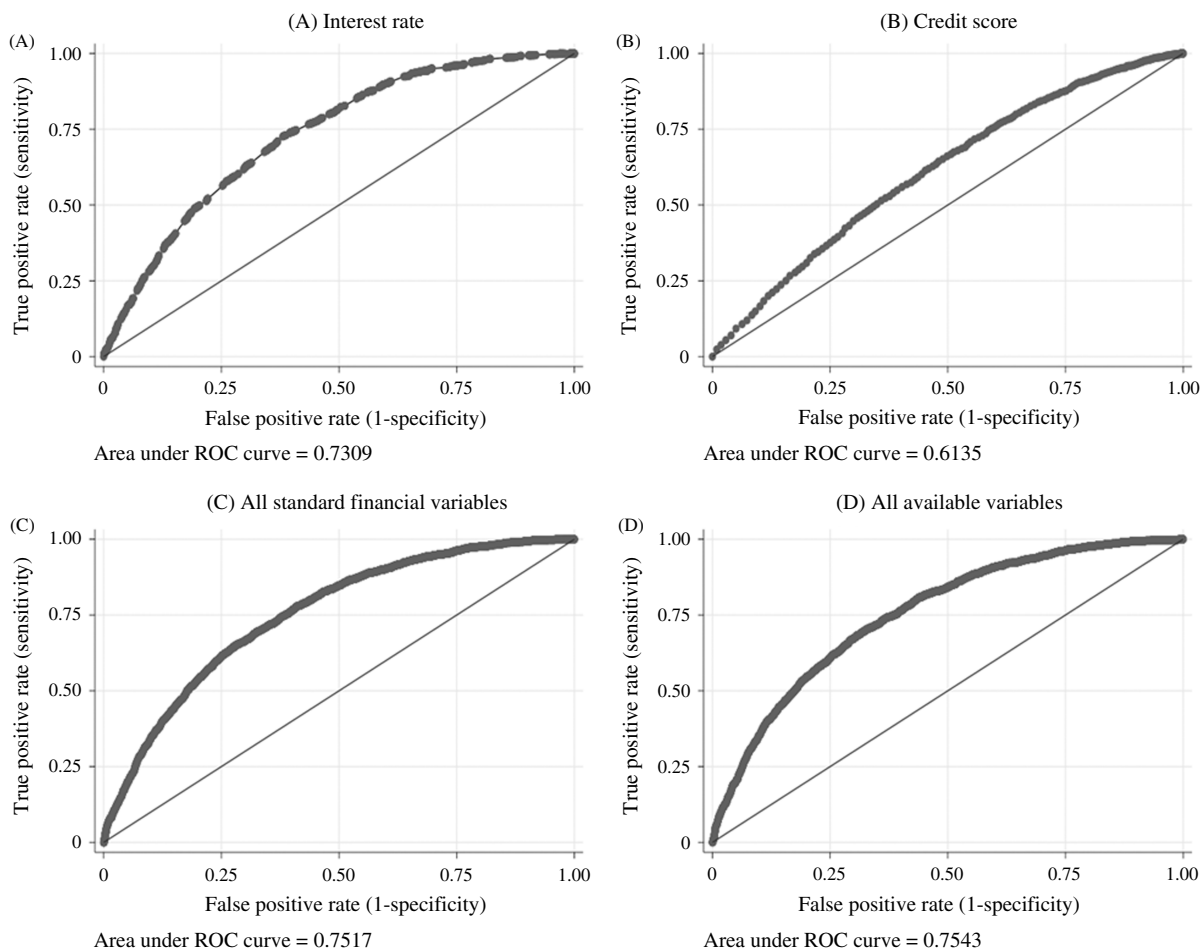 (A) Interest rate
(A)
1.00
0.75
0.50
0.25
0
True positive rate (sensitivity)
0 0.25 0.50 0.75 1.00
False positive rate (1-specificity)
Area under ROC curve = 0.7309
(B) Credit score
(B)
1.00
0.75
0.50
0.25
0
True positive rate (sensitivity)
0 0.25 0.50 0.75 1.00
False positive rate (1-specificity)
Area under ROC curve = 0.6135
(C) All standard financial variables
(C)
1.00
0.75
0.50
0.25
0
True positive rate (sensitivity)
0 0.25 0.50 0.75 1.00
False positive rate (1-specificity)
Area under ROC curve = 0.7517
(D) All available variables
(D)
1.00
0.75
0.50
0.25
0
True positive rate (sensitivity)
0 0.25 0.50 0.75 1.00
False positive rate (1-specificity)
Area under ROC curve = 0.7543